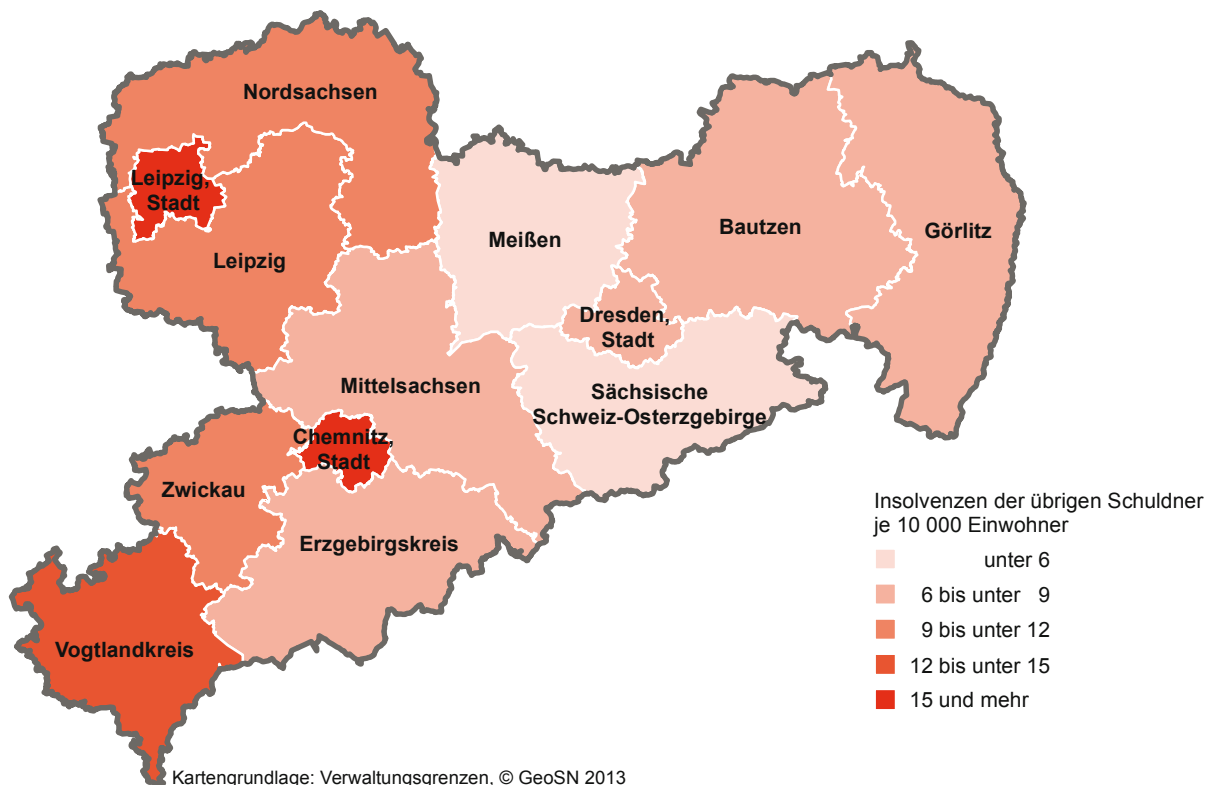 Nordsachsen
Leipzig,
Stadt
Leipzig
Meißen
Bautzen
Görlitz
Dresden,
Stadt
Mittelsachsen
Sächsische
Schweiz-Osterzgebirge
Chemnitz,
Stadt
Zwickau
Erzgebirgskreis
Vogtlandkreis
Insolvenzen der übrigen Schuldner
je 10 000 Einwohner
unter 6
6 bis unter 9
9 bis unter 12
12 bis unter 15
15 und mehr
Kartengrundlage: Verwaltungsgrenzen, © GeoSN 2013